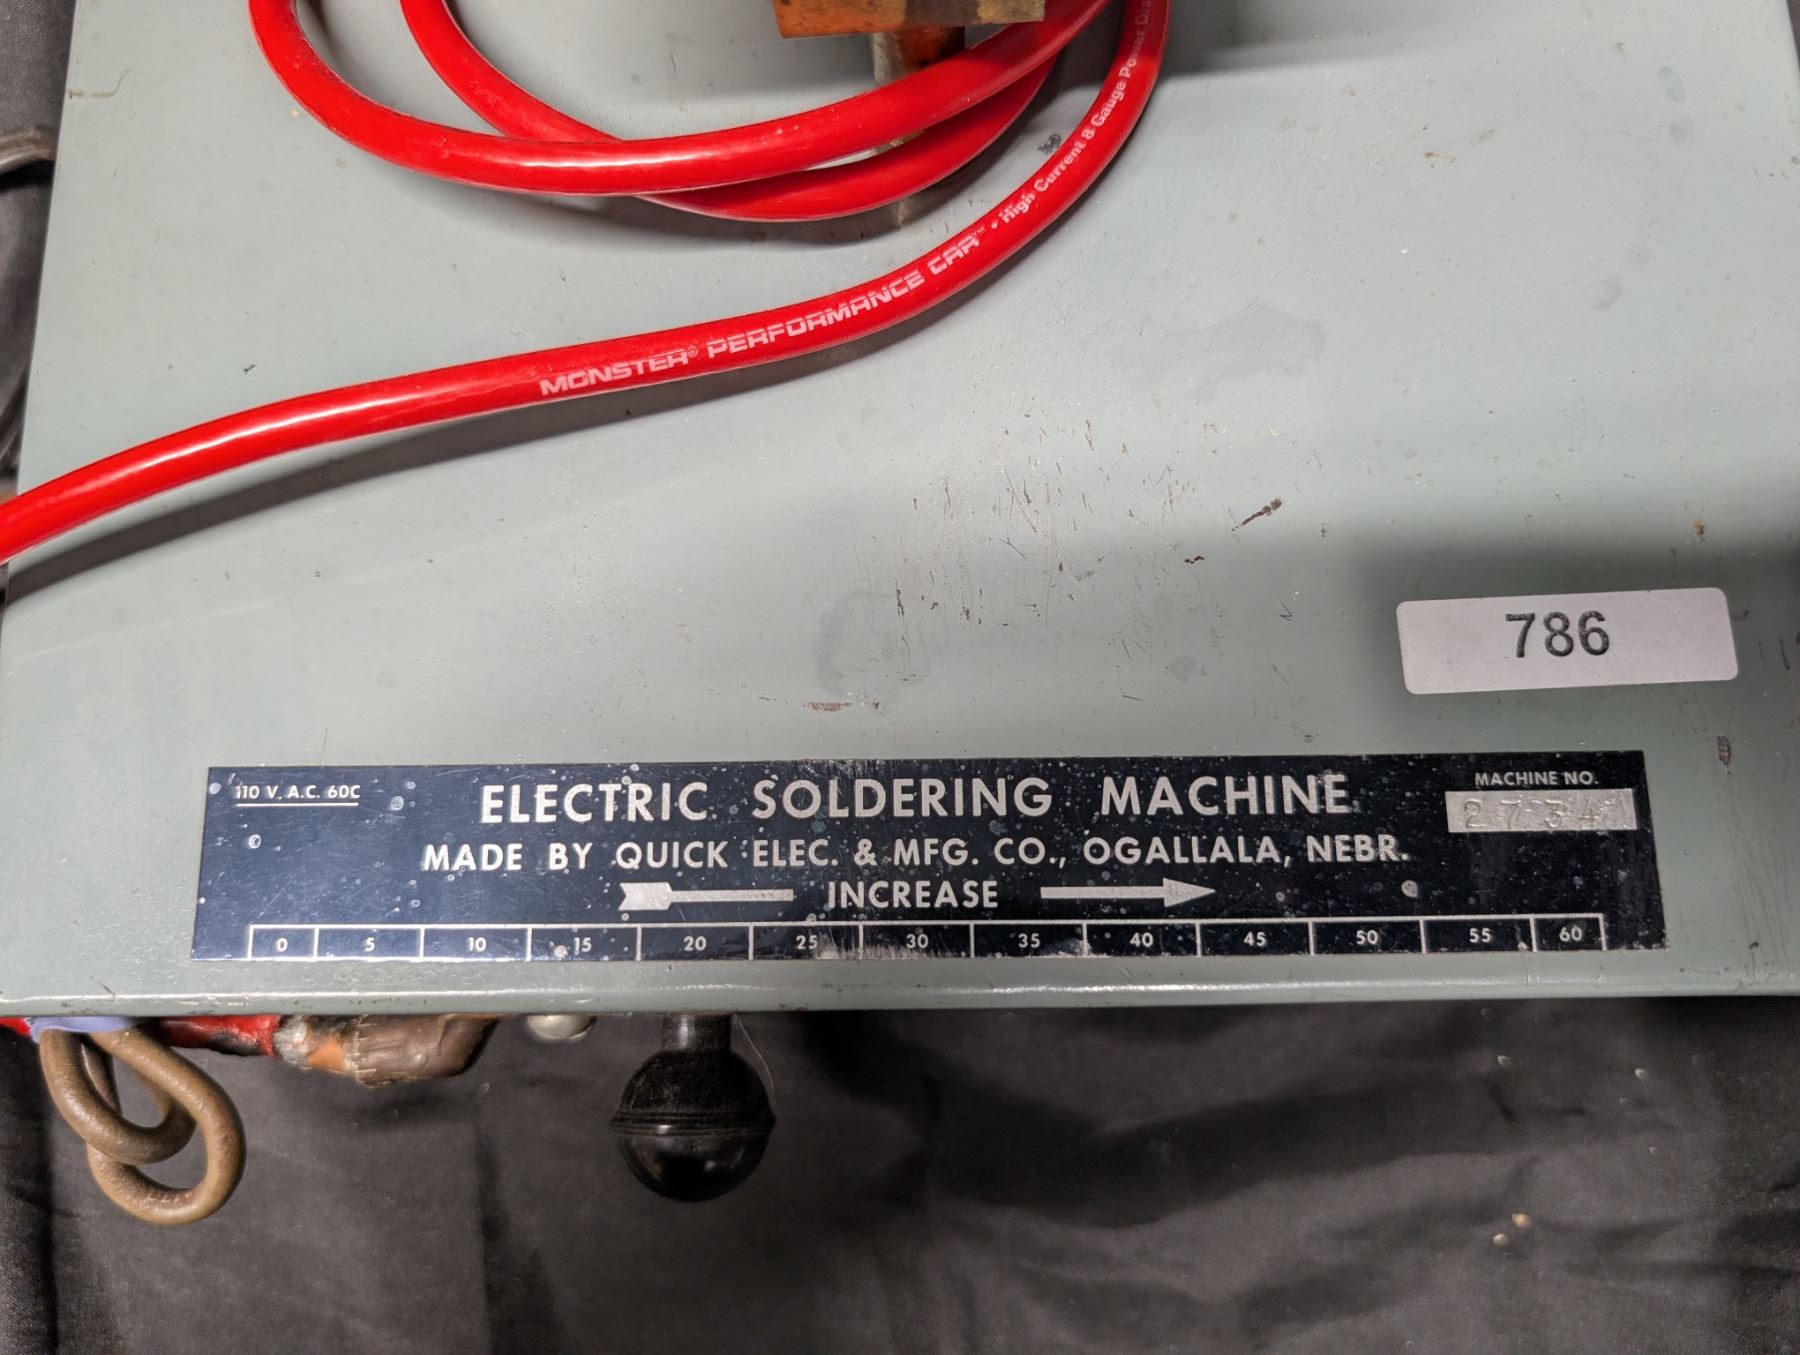 MONSTER® PERFORMANCE CAR™ • High Current 8 Gauge Power Dis
786
110 V. A.C. 60C
ELECTRIC SOLDERING MACHINE
MACHINE NO.
2734
MADE BY QUICK ELEC. & MFG. CO., OGALLALA, NEBR.
INCREASE
0 5 10 15 20 25 30 35 40 45 50 55 60